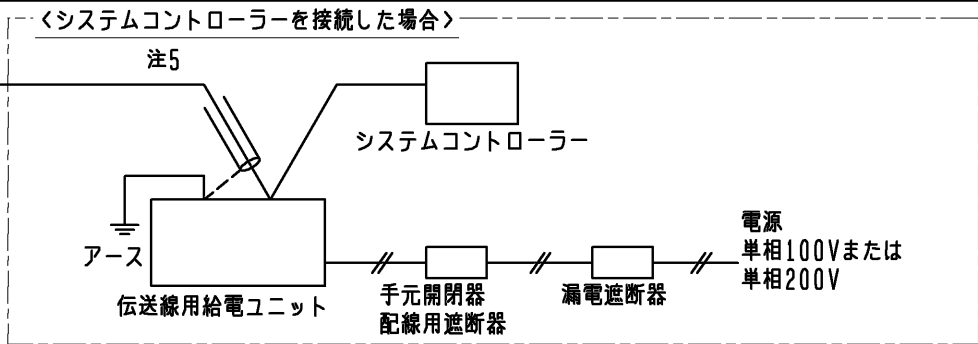 <システムコントローラーを接続した場合>
注5
システムコントローラー
アース
伝送線用給電ユニット
手元開閉器
配線用遮断器
漏電遮断器
電源
単相100Vまたは
単相200V